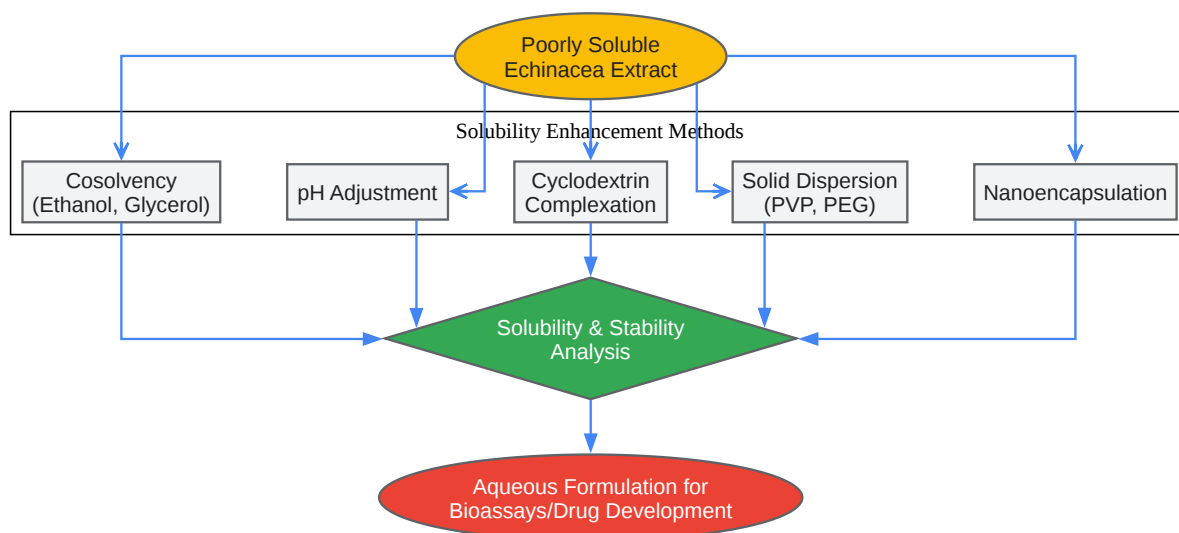 Poorly Soluble
Echinacea Extract
Solubility Enhancement Methods
Cosolvency
(Ethanol, Glycerol)
pH Adjustment
Cyclodextrin
Complexation
Solid Dispersion
(PVP, PEG)
Nanoencapsulation
Solubility & Stability
Analysis
Aqueous Formulation for
Bioassays/Drug Development